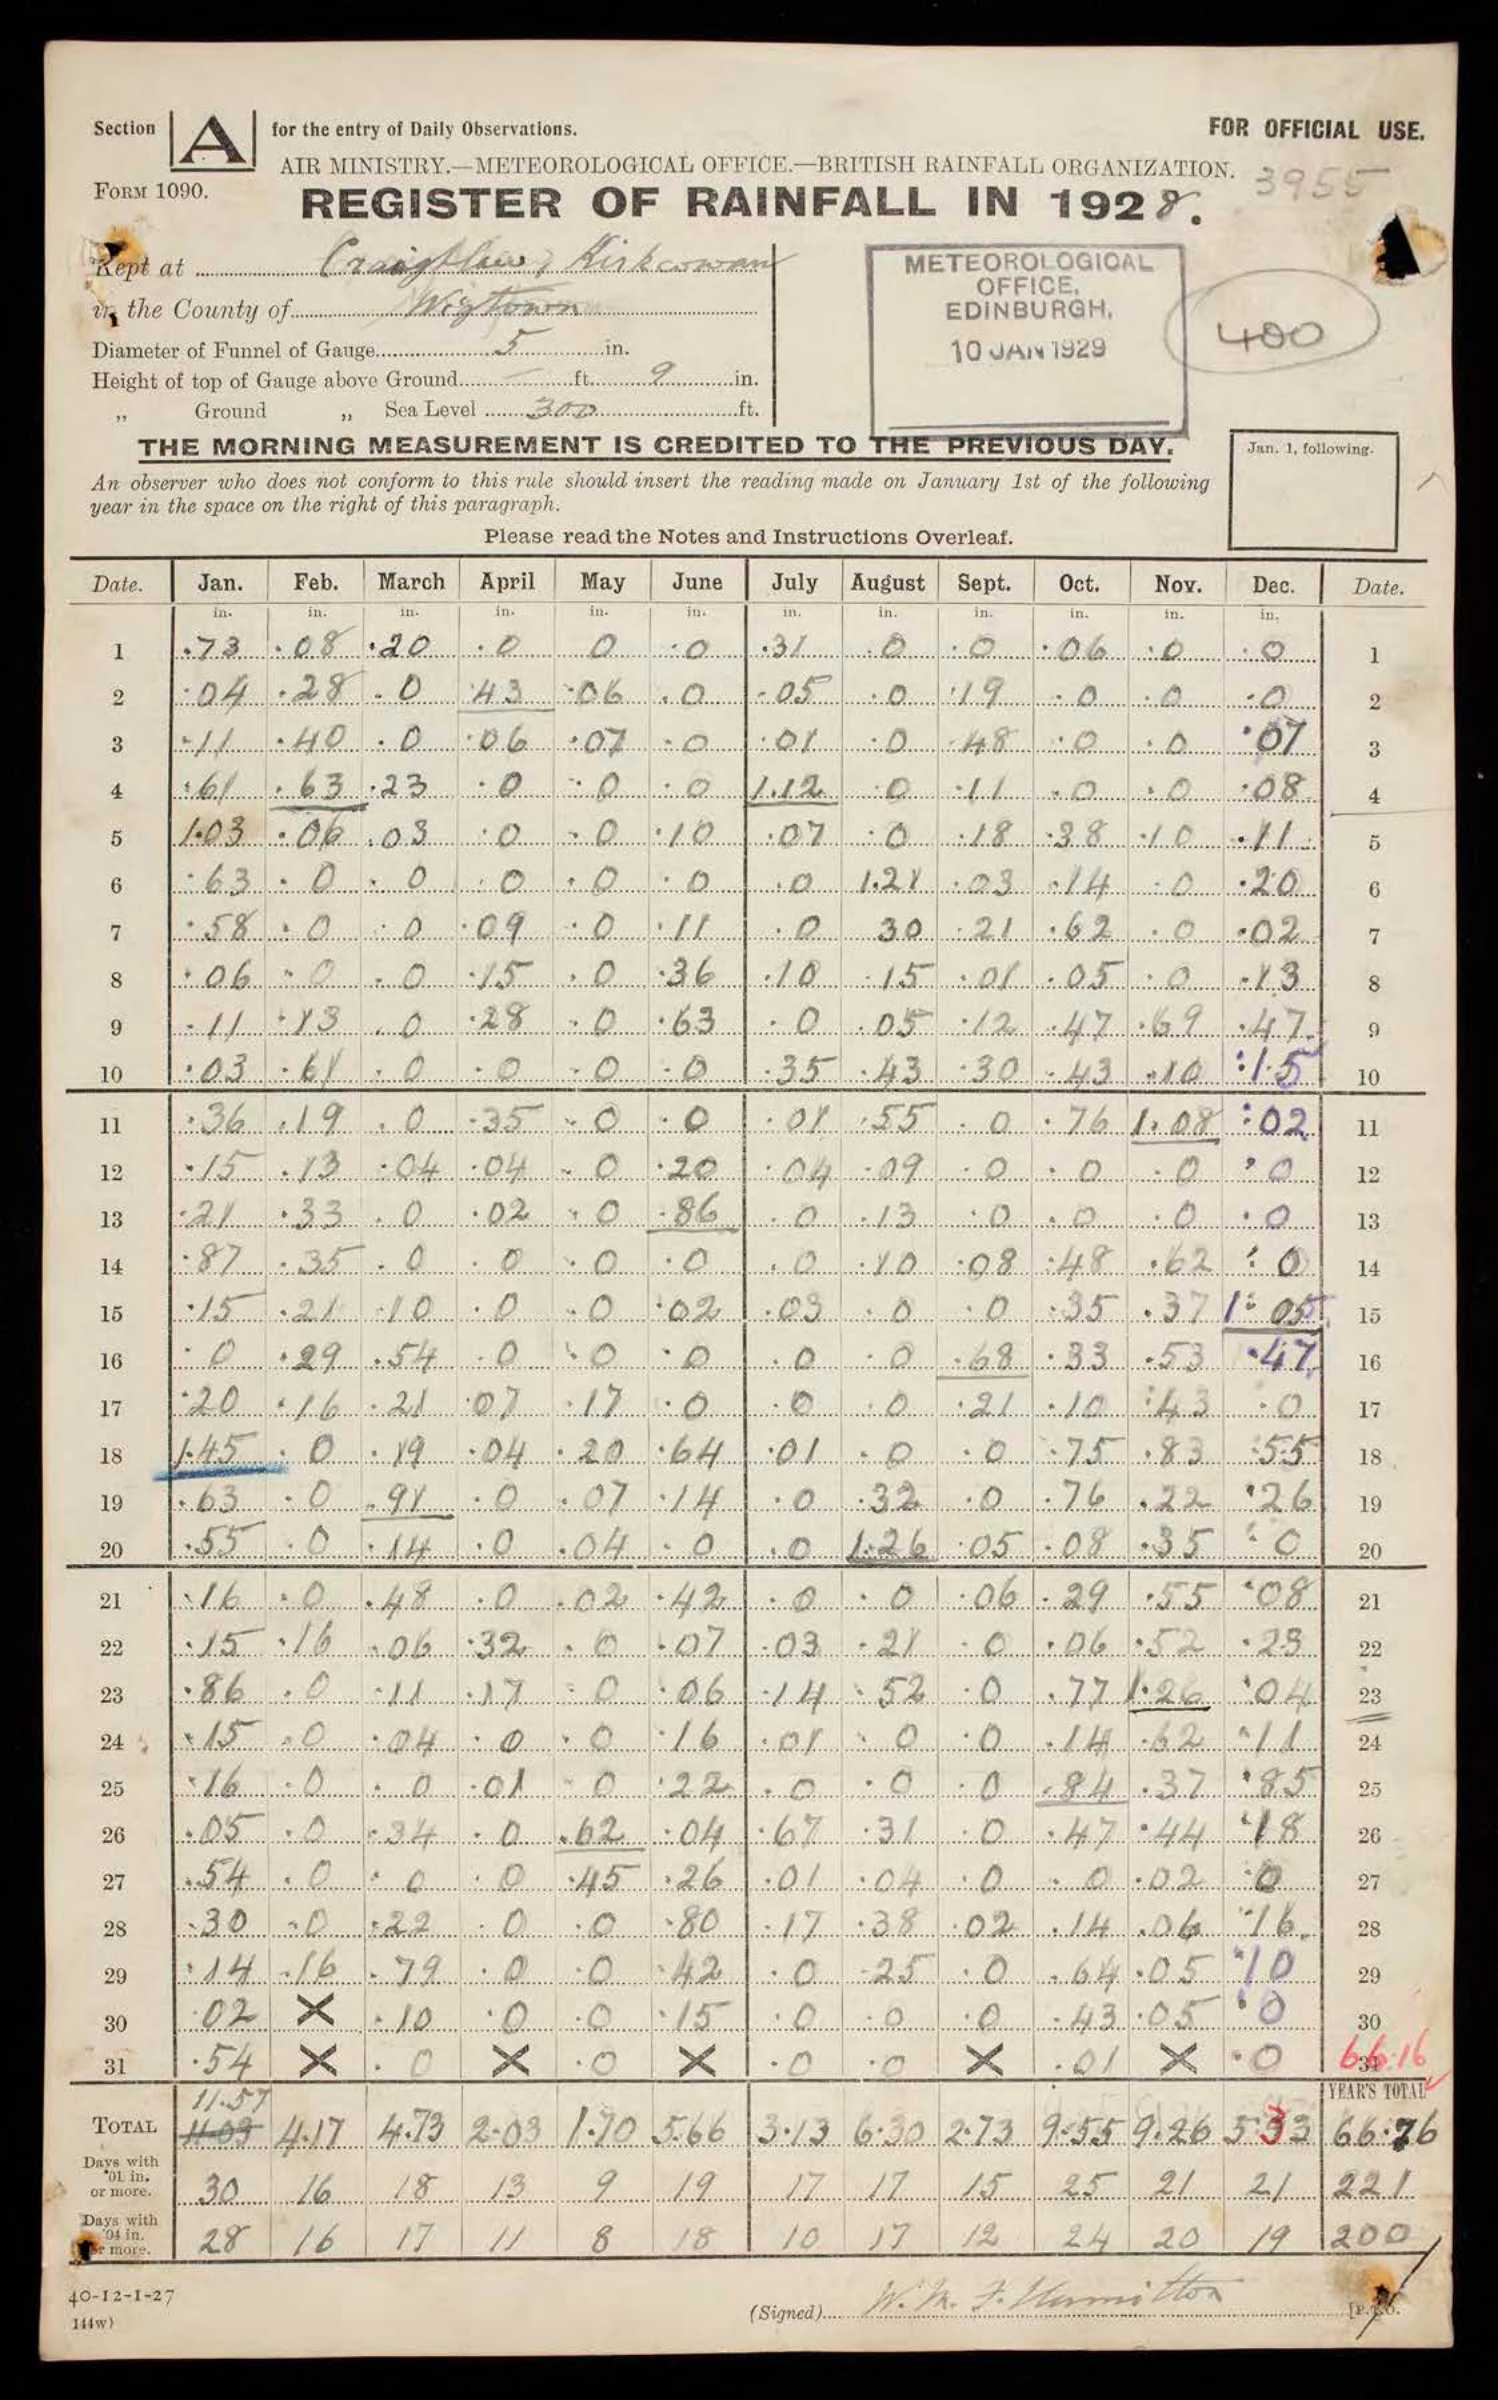 Section A for the entry of Daily Observations. FOR OFFICIAL USE.
AIR MINISTRY.—METEOROLOGICAL OFFICE.—BRITISH RAINFALL ORGANIZATION. 3955
FORM 1090. REGISTER OF RAINFALL IN 1928.
Kept at Craighlaw, Kirkcowan
in the County of Wigtown
Diameter of Funnel of Gauge 5 in.
Height of top of Gauge above Ground — ft. 9 in.
„ Ground „ Sea Level 300 ft.
METEOROLOGICAL
OFFICE,
EDINBURGH,
10 JAN 1929
400
THE MORNING MEASUREMENT IS CREDITED TO THE PREVIOUS DAY.
An observer who does not conform to this rule should insert the reading made on January 1st of the following
year in the space on the right of this paragraph.
Jan. 1, following.
Please read the Notes and Instructions Overleaf.
Date. Jan. Feb. March April May June July August Sept. Oct. Nov. Dec. Date.
in. in. in. in. in. in. in. in. in. in. in. in.
1 .73 .08 .20 .0 0 .0 .31 .0 .0 .06 .0 .0 1
2 .04 .28 .0 .43 .06 .0 .05 .0 .19 .0 .0 .0 2
3 .11 .40 .0 .06 .07 .0 .01 .0 .48 .0 .0 .07 3
4 .61 .63 .23 .0 .0 .0 1.12 .0 .11 .0 .0 .08 4
5 1.03 .06 .03 .0 .0 .10 .07 .0 .18 .38 .10 .11 5
6 .63 .0 .0 .0 .0 .0 .0 1.21 .03 .14 .0 .20 6
7 .58 .0 .0 .09 .0 .11 .0 30 .21 .62 .0 .02 7
8 .06 .0 .0 .15 .0 .36 .10 .15 .01 .05 .0 .13 8
9 .11 .13 .0 .28 .0 .63 .0 .05 .12 .47 .69 .47 9
10 .03 .61 .0 .0 .0 .0 .35 .43 .30 .43 .10 .15 10
11 .36 .19 .0 .35 .0 .0 .01 .55 .0 .76 1.08 .02 11
12 .15 .13 .04 .04 .0 .20 .04 .09 .0 .0 .0 .0 12
13 .21 .33 .0 .02 .0 .86 .0 .13 .0 .0 .0 .0 13
14 .87 .35 .0 .0 .0 .0 .0 .10 .08 .48 .62 .0 14
15 .15 .21 .10 .0 .0 .02 .03 .0 .0 .35 .37 1.05 15
16 .0 .29 .54 .0 .0 .0 .0 .0 .68 .33 .53 .47 16
17 .20 .16 .21 .07 .17 .0 .0 .0 .21 .10 .43 .0 17
18 1.45 .0 .19 .04 .20 .64 .01 .0 .0 .75 .83 .55 18
19 .63 .0 .91 .0 .07 .14 .0 .32 .0 .76 .22 .26 19
20 .55 .0 .14 .0 .04 .0 .0 1.26 .05 .08 .35 .0 20
21 .16 .0 .48 .0 .02 .42 .0 .0 .06 .29 .55 .08 21
22 .15 .16 .06 .32 .0 .07 .03 .21 .0 .06 .52 .23 22
23 .86 .0 .11 .17 .0 .06 .14 .52 .0 .77 1.26 .04 23
24 .15 .0 .04 .0 .0 .16 .01 .0 .0 .14 .62 .11 24
25 .16 .0 .0 .01 .0 .22 .0 .0 .0 .84 .37 .85 25
26 .05 .0 .34 .0 .62 .04 .67 .31 .0 .47 .44 .18 26
27 .54 .0 .0 .0 .45 .26 .01 .04 .0 .0 .02 .0 27
28 .30 .0 .22 .0 .0 .80 .17 .38 .02 .14 .06 .16 28
29 .14 .16 .79 .0 .0 .42 .0 .25 .0 .64 .05 .10 29
30 .02 X .10 .0 .0 .15 .0 .0 .0 .43 .05 .0 30
31 .54 X .0 X .0 X .0 .0 X .01 X .0 31
66.16
YEAR'S TOTAL
11.57
TOTAL 11.03 4.17 4.73 2.03 1.70 5.66 3.13 6.30 2.73 9.55 9.26 5.33 66.26
Days with .01 in. or more. 30 16 18 13 9 19 17 17 15 25 21 21 221
Days with .04 in. or more. 28 16 17 11 8 18 10 17 12 24 20 19 200
40-12-1-27
144w)
(Signed) W. M. F. Hamilton
[P.T.O.